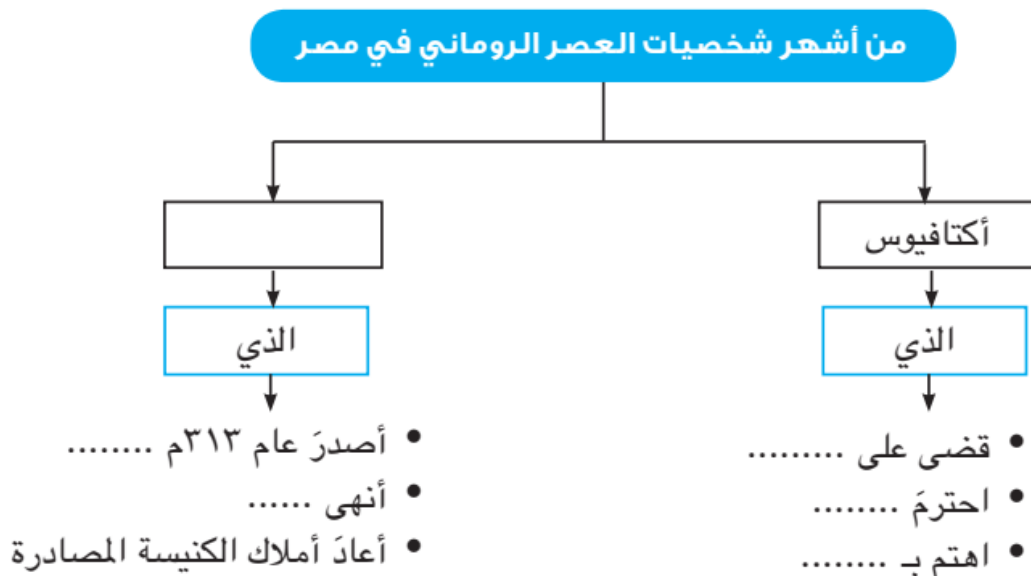 من أشهر شخصيات العصر الروماني في مصر
أكتافيوس
الذي
• قضى على .........
• احترمَ ........
• اهتم بـ ........
الذي
• أصدرَ عام ٣١٣م ........
• أنهى ......
• أعادَ أملاك الكنيسة المصادرة